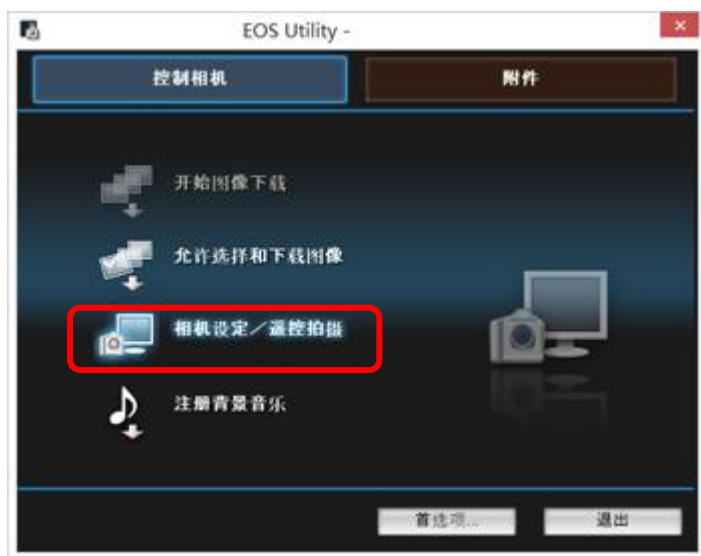 EOS Utility -
控制相机 附件
开始图像下载
允许选择和下载图像
相机设定／遥控拍摄
注册背景音乐
首选项... 退出